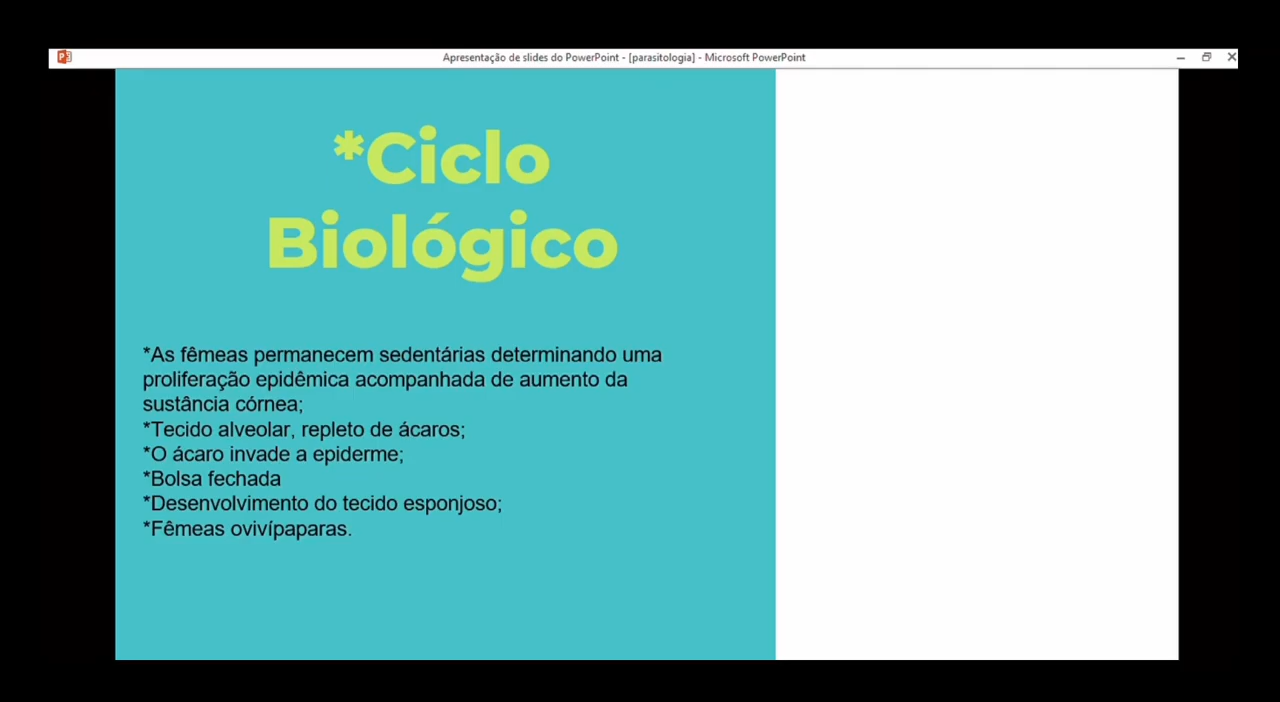 Apresentação de slides do PowerPoint - [parasitologia] - Microsoft PowerPoint
*Ciclo
Biológico
*As fêmeas permanecem sedentárias determinando uma
proliferação epidêmica acompanhada de aumento da
sustância córnea;
*Tecido alveolar, repleto de ácaros;
*O ácaro invade a epiderme;
*Bolsa fechada
*Desenvolvimento do tecido esponjoso;
*Fêmeas ovivípaparas.